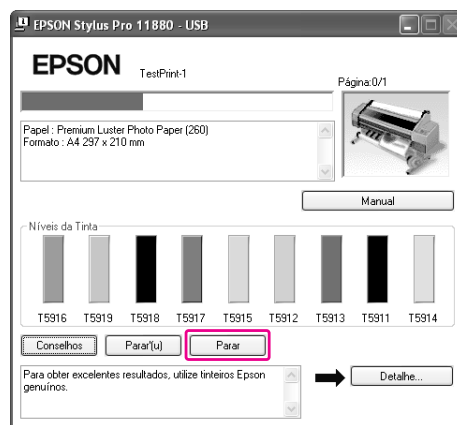 EPSON Stylus Pro 11880 - USB
EPSON
TestPrint-1
Página:0/1
Papel : Premium Luster Photo Paper (260)
Formato : A4 297 x 210 mm
Manual
Níveis da Tinta
T5916 T5919 T5918 T5917 T5915 T5912 T5913 T5911 T5914
Conselhos Parar'(u) Parar
Para obter excelentes resultados, utilize tinteiros Epson
genuínos.
Detalhe...